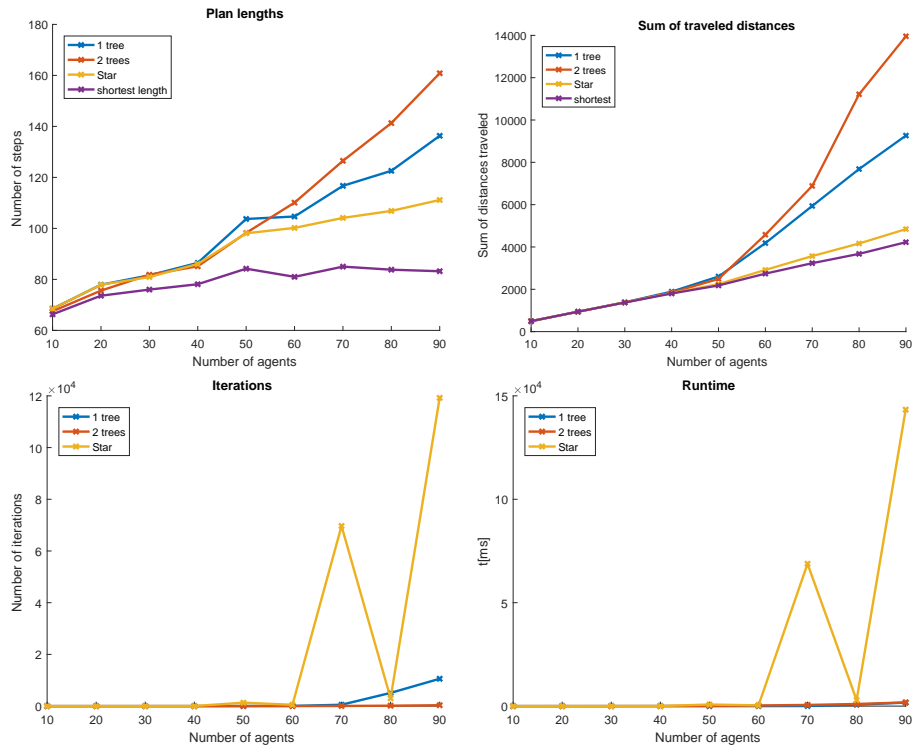 Plan lengths
180
160
140
120
100
80
60
Number of steps
1 tree
2 trees
Star
shortest length
10 20 30 40 50 60 70 80 90
Number of agents
Sum of traveled distances
14000
12000
10000
8000
6000
4000
2000
0
Sum of distances traveled
1 tree
2 trees
Star
shortest
10 20 30 40 50 60 70 80 90
Number of agents
Iterations
×10⁴
12
10
8
6
4
2
0
Number of iterations
1 tree
2 trees
Star
10 20 30 40 50 60 70 80 90
Number of agents
Runtime
×10⁴
15
10
5
0
t[ms]
1 tree
2 trees
Star
10 20 30 40 50 60 70 80 90
Number of agents